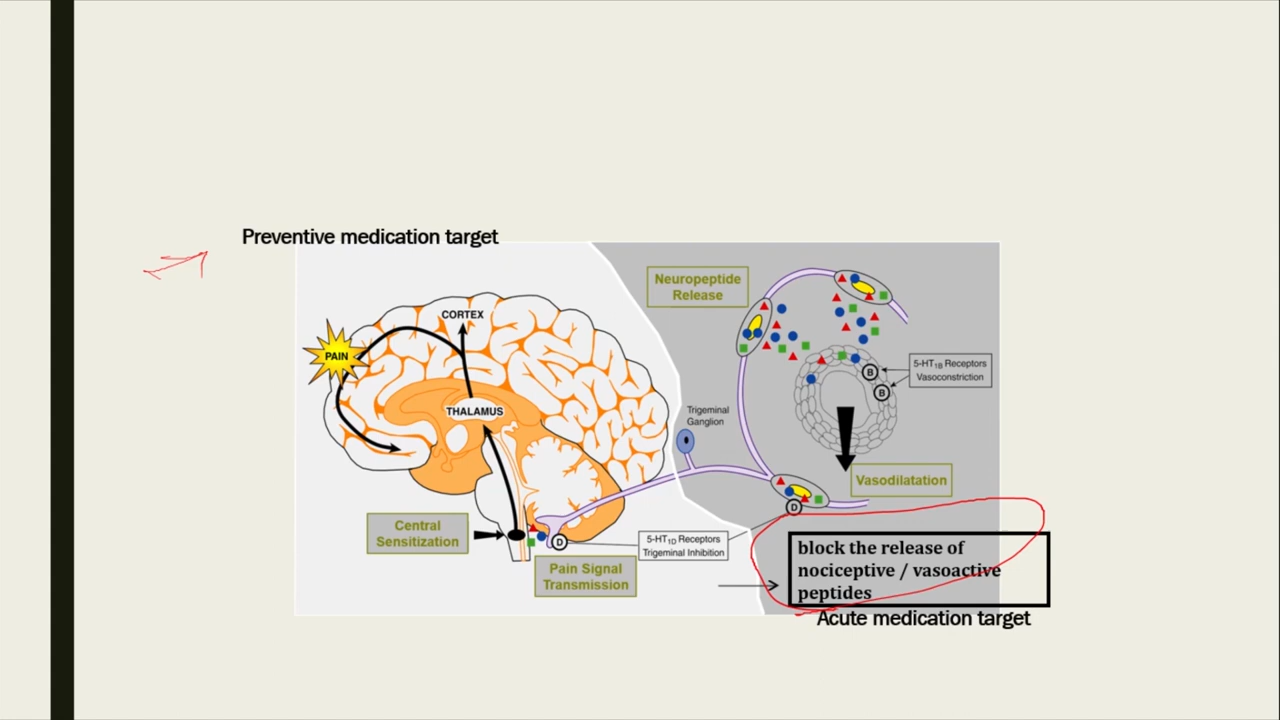 Preventive medication target
Neuropeptide
Release
CORTEX
PAIN
5-HT1B Receptors
Vasoconstriction
B
B
THALAMUS
Trigeminal
Ganglion
Vasodilatation
D
Central
Sensitization
D
5-HT1D Receptors
Trigeminal Inhibition
Pain Signal
Transmission
block the release of
nociceptive / vasoactive
peptides
Acute medication target